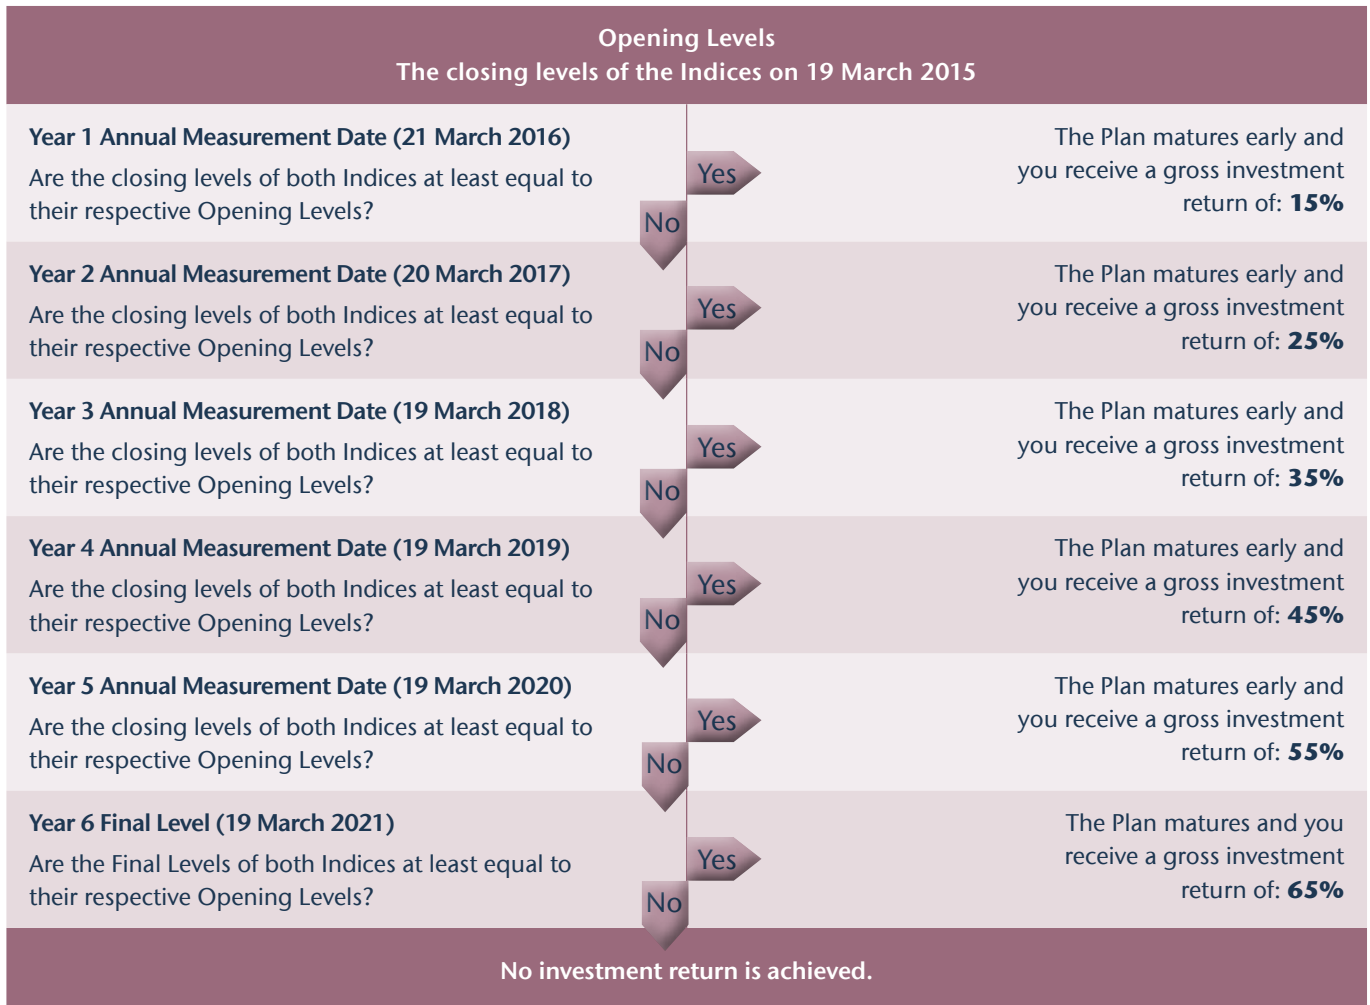 Opening Levels
The closing levels of the Indices on 19 March 2015
Year 1 Annual Measurement Date (21 March 2016)
Are the closing levels of both Indices at least equal to
their respective Opening Levels?
Yes
No
The Plan matures early and
you receive a gross investment
return of: 15%
Year 2 Annual Measurement Date (20 March 2017)
Are the closing levels of both Indices at least equal to
their respective Opening Levels?
Yes
No
The Plan matures early and
you receive a gross investment
return of: 25%
Year 3 Annual Measurement Date (19 March 2018)
Are the closing levels of both Indices at least equal to
their respective Opening Levels?
Yes
No
The Plan matures early and
you receive a gross investment
return of: 35%
Year 4 Annual Measurement Date (19 March 2019)
Are the closing levels of both Indices at least equal to
their respective Opening Levels?
Yes
No
The Plan matures early and
you receive a gross investment
return of: 45%
Year 5 Annual Measurement Date (19 March 2020)
Are the closing levels of both Indices at least equal to
their respective Opening Levels?
Yes
No
The Plan matures early and
you receive a gross investment
return of: 55%
Year 6 Final Level (19 March 2021)
Are the Final Levels of both Indices at least equal to
their respective Opening Levels?
Yes
No
The Plan matures and you
receive a gross investment
return of: 65%
No investment return is achieved.